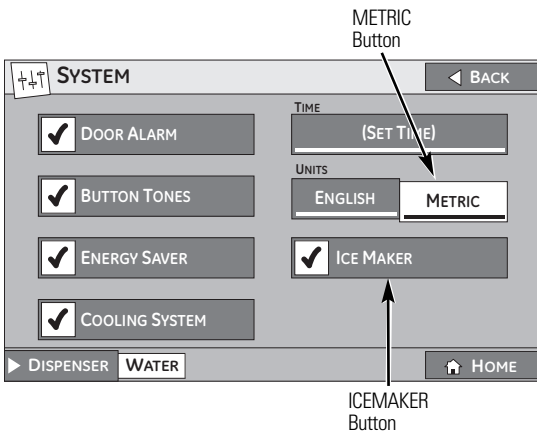 METRIC
Button
SYSTEM
BACK
DOOR ALARM
TIME
(SET TIME)
BUTTON TONES
UNITS
ENGLISH METRIC
ENERGY SAVER
ICE MAKER
COOLING SYSTEM
DISPENSER WATER
HOME
ICEMAKER
Button